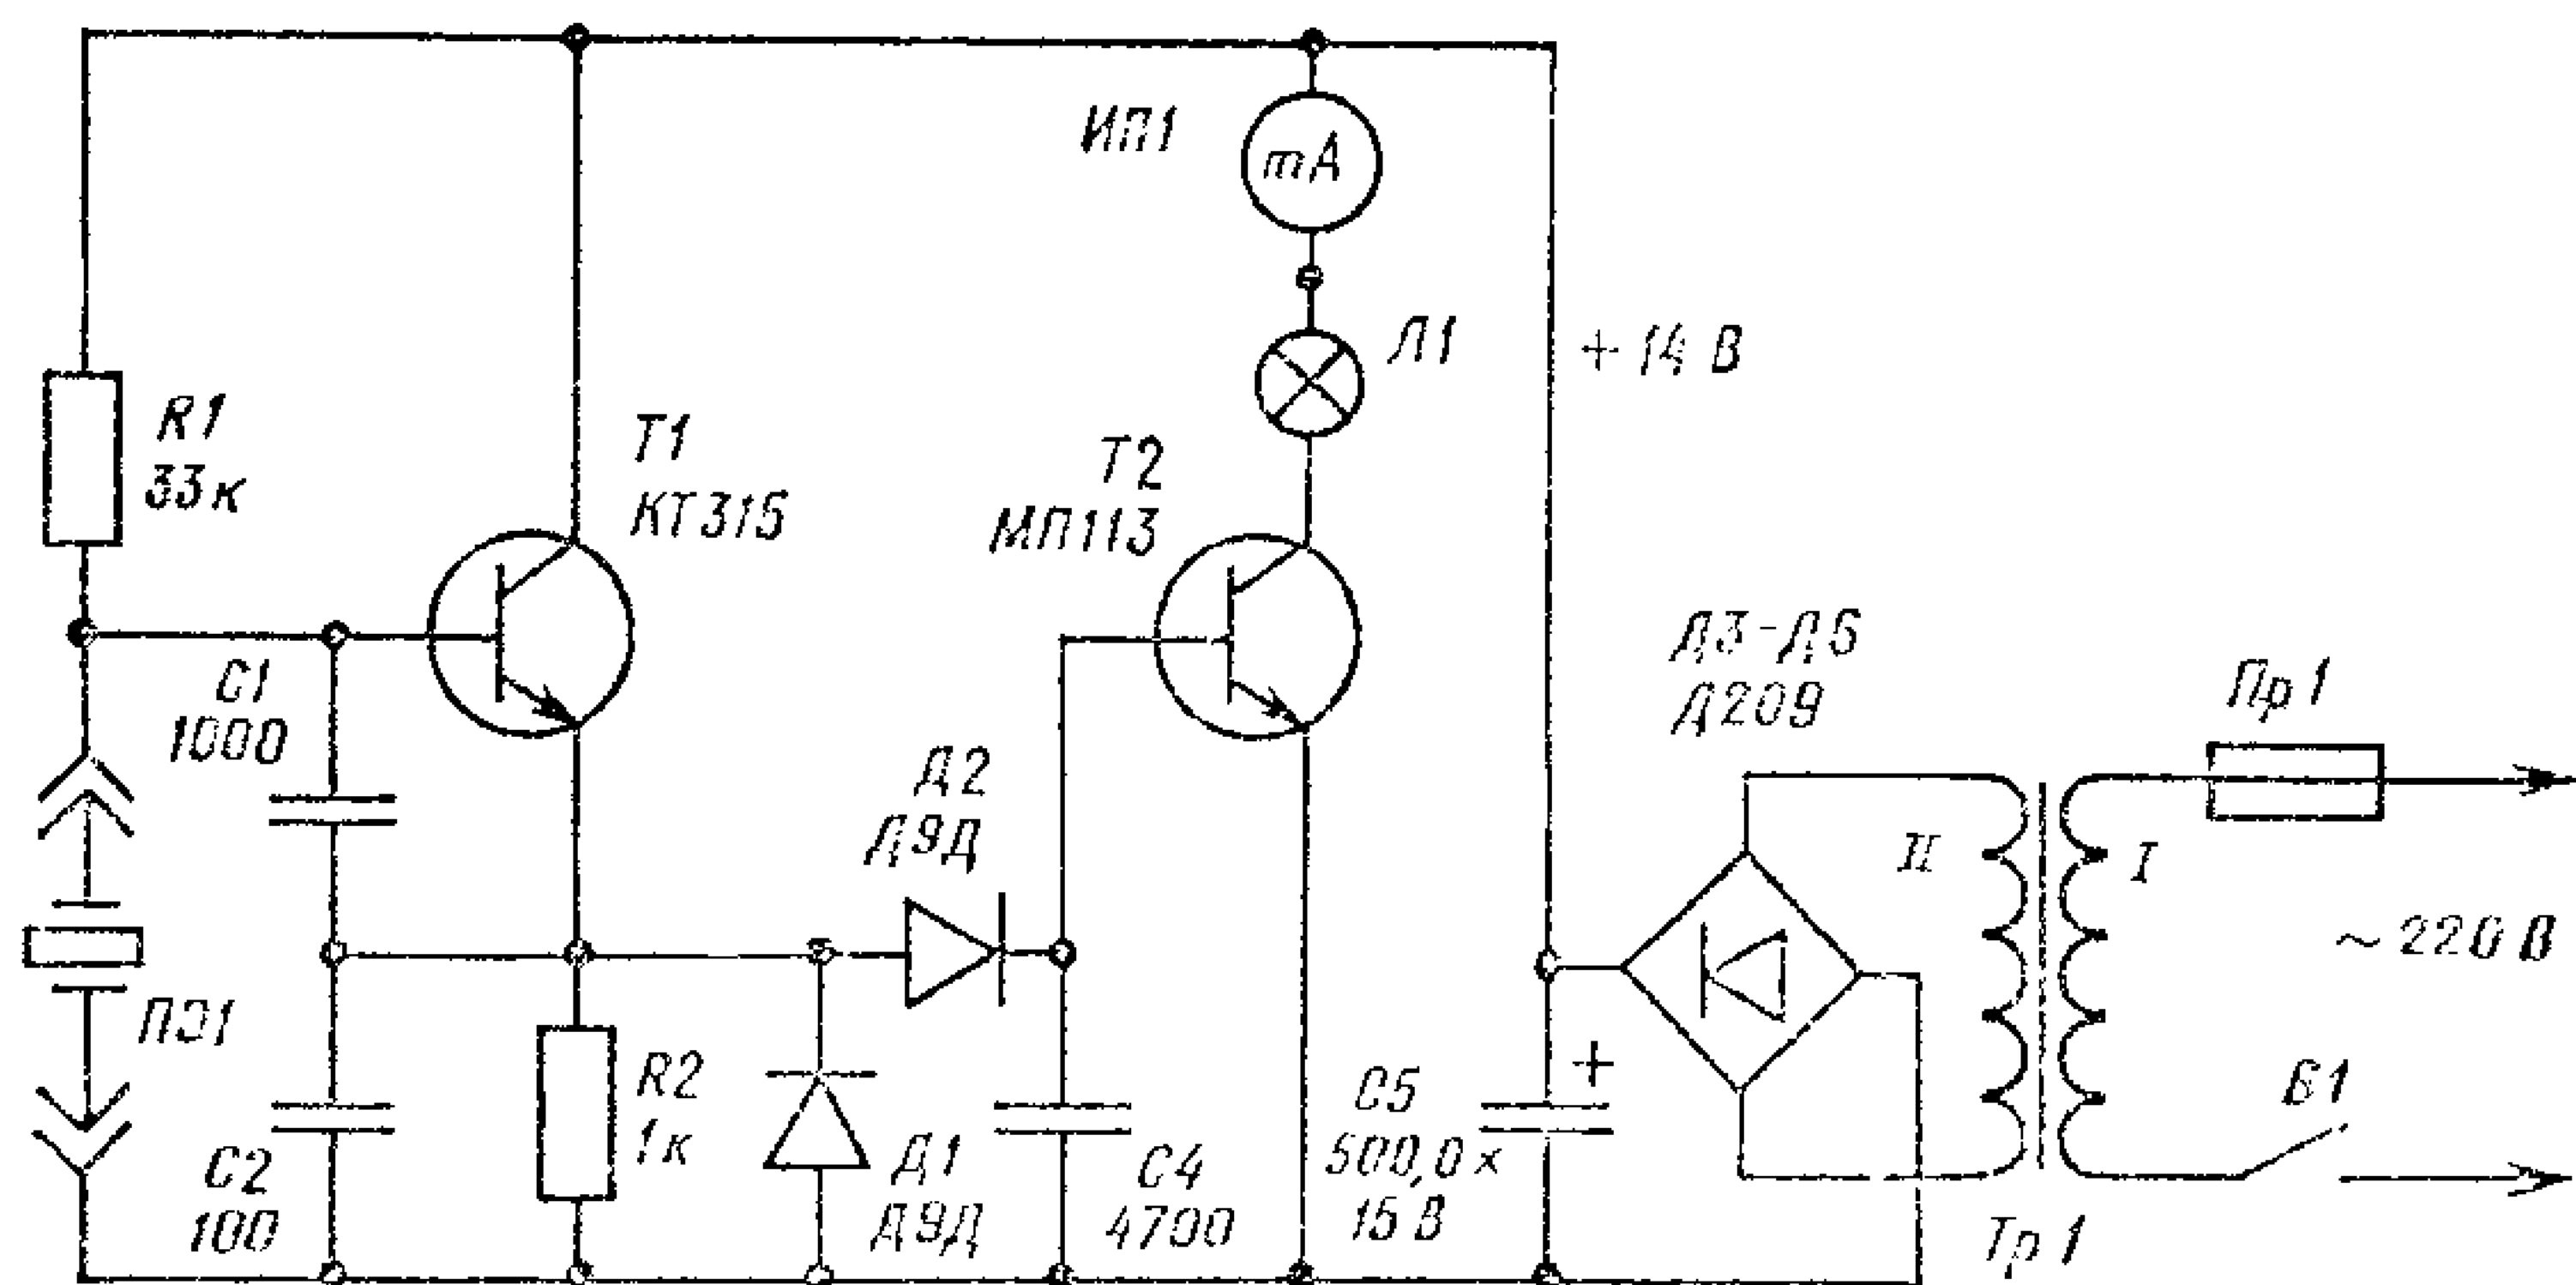 ИП1
mA
Л1
+ 14 В
R1
33к
Т1
КТ315
Т2
МП113
С1
1000
Д2
Д9Д
Д3-Д6
Д209
Пр1
II
I
~220 В
ПЭ1
R2
1к
С2
100
Д1
Д9Д
С4
4700
+
С5
500,0×
15 В
В1
Тр1